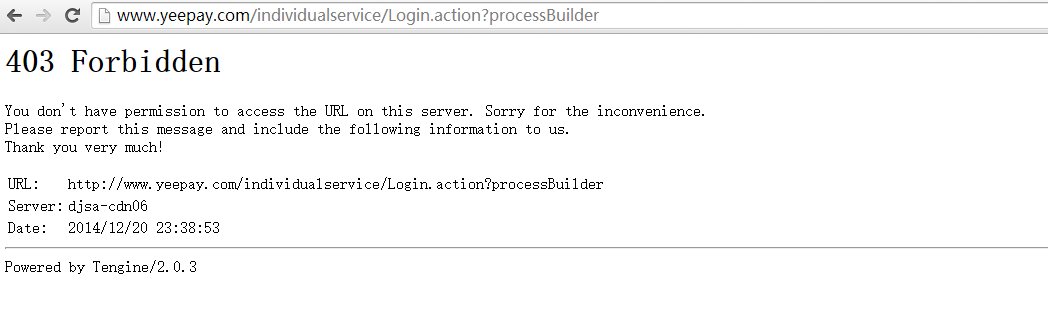 www.yeepay.com/individualservice/Login.action?processBuilder
403 Forbidden
You don't have permission to access the URL on this server. Sorry for the inconvenience.
Please report this message and include the following information to us.
Thank you very much!
URL: http://www.yeepay.com/individualservice/Login.action?processBuilder
Server: djsa-cdn06
Date: 2014/12/20 23:38:53
Powered by Tengine/2.0.3